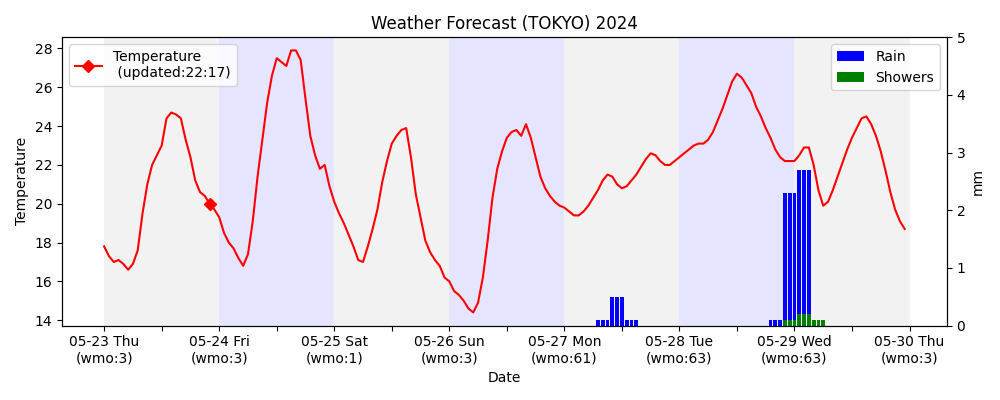 Weather Forecast (TOKYO) 2024
Temperature
(updated:22:17)
Rain
Showers
28
26
24
22
20
18
16
14
Temperature
5
4
3
2
1
0
mm
05-23 Thu
(wmo:3)
05-24 Fri
(wmo:3)
05-25 Sat
(wmo:1)
05-26 Sun
(wmo:3)
05-27 Mon
(wmo:61)
05-28 Tue
(wmo:63)
05-29 Wed
(wmo:63)
05-30 Thu
(wmo:3)
Date